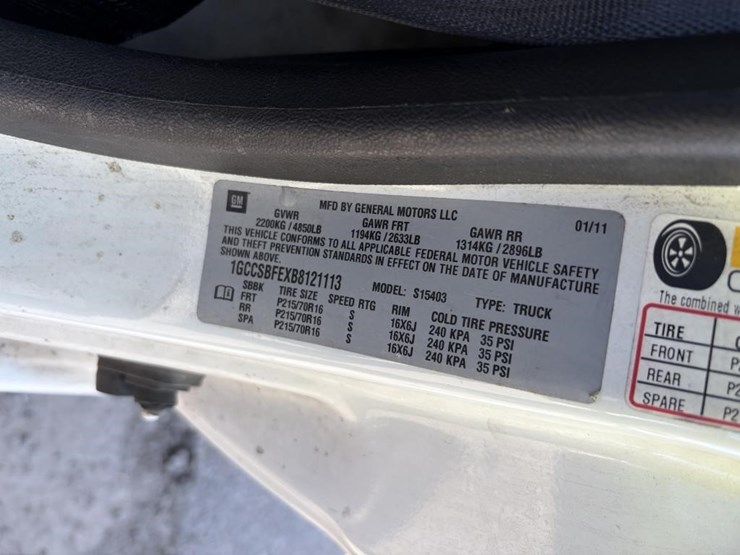 GM
MFD BY GENERAL MOTORS LLC
01/11
GVWR GAWR FRT GAWR RR
2200KG / 4850LB 1194KG / 2633LB 1314KG / 2896LB
THIS VEHICLE CONFORMS TO ALL APPLICABLE FEDERAL MOTOR VEHICLE SAFETY
AND THEFT PREVENTION STANDARDS IN EFFECT ON THE DATE OF MANUFACTURE
SHOWN ABOVE.
1GCCSBFEXB8121113 MODEL: S15403 TYPE: TRUCK
SBBK TIRE SIZE SPEED RTG RIM COLD TIRE PRESSURE
FRT P215/70R16 S 16X6J 240 KPA 35 PSI
RR P215/70R16 S 16X6J 240 KPA 35 PSI
SPA P215/70R16 S 16X6J 240 KPA 35 PSI
The combined
TIRE
FRONT
REAR
SPARE